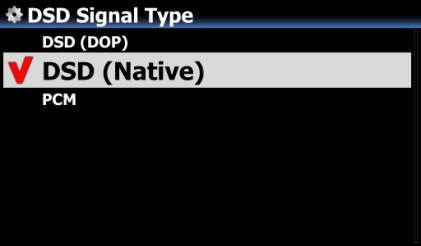 DSD Signal Type
DSD (DOP)
DSD (Native)
PCM